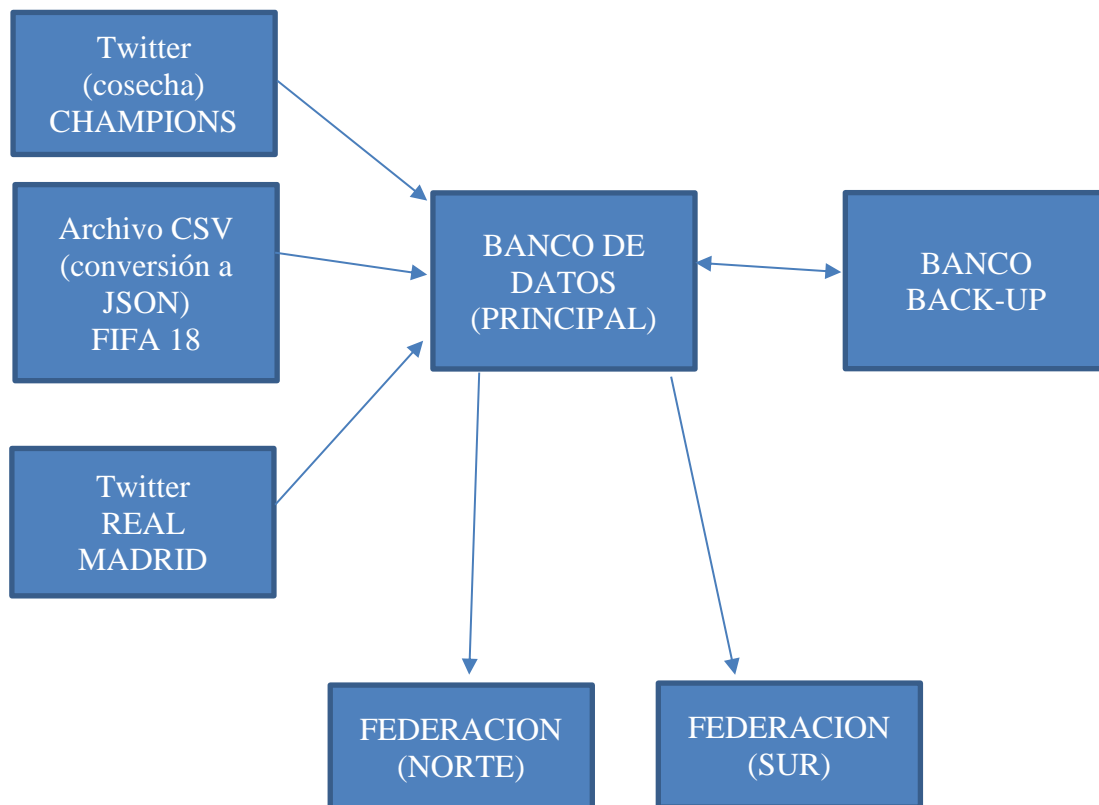 Twitter
(cosecha)
CHAMPIONS
Archivo CSV
(conversión a
JSON)
FIFA 18
Twitter
REAL
MADRID
BANCO DE
DATOS
(PRINCIPAL)
BANCO
BACK-UP
FEDERACION
(NORTE)
FEDERACION
(SUR)